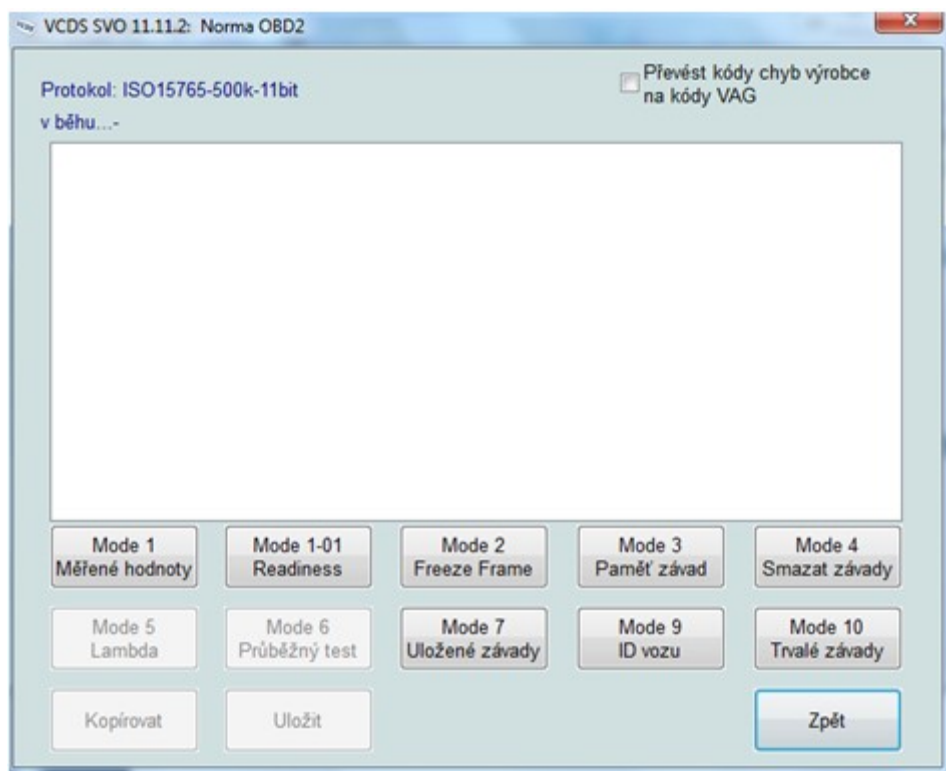 VCDS SVO 11.11.2: Norma OBD2
Protokol: ISO15765-500k-11bit
Převést kódy chyb výrobce
na kódy VAG
v běhu...-
Mode 1
Měřené hodnoty
Mode 1-01
Readiness
Mode 2
Freeze Frame
Mode 3
Paměť závad
Mode 4
Smazat závady
Mode 5
Lambda
Mode 6
Průběžný test
Mode 7
Uložené závady
Mode 9
ID vozu
Mode 10
Trvalé závady
Kopírovat
Uložit
Zpět